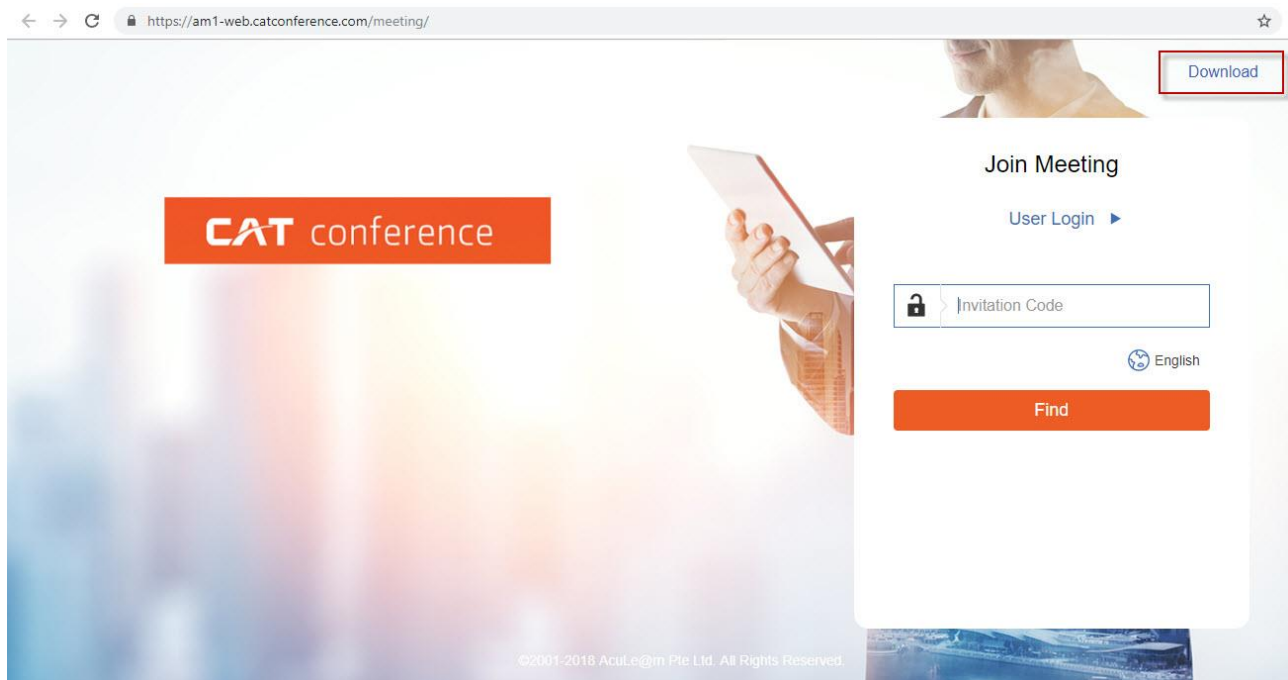 https://am1-web.catconference.com/meeting/
Download
Join Meeting
User Login
CAT conference
Invitation Code
English
Find
©2001-2018 AcuLe@rn Pte Ltd. All Rights Reserved.